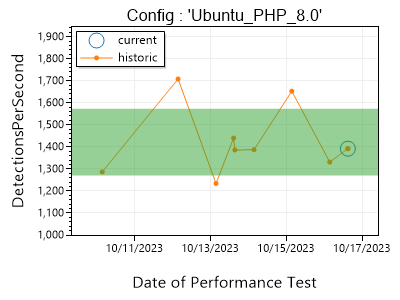 Config : 'Ubuntu_PHP_8.0'
current
historic
DetectionsPerSecond
1,900
1,800
1,700
1,600
1,500
1,400
1,300
1,200
1,100
1,000
10/11/2023 10/13/2023 10/15/2023 10/17/2023
Date of Performance Test